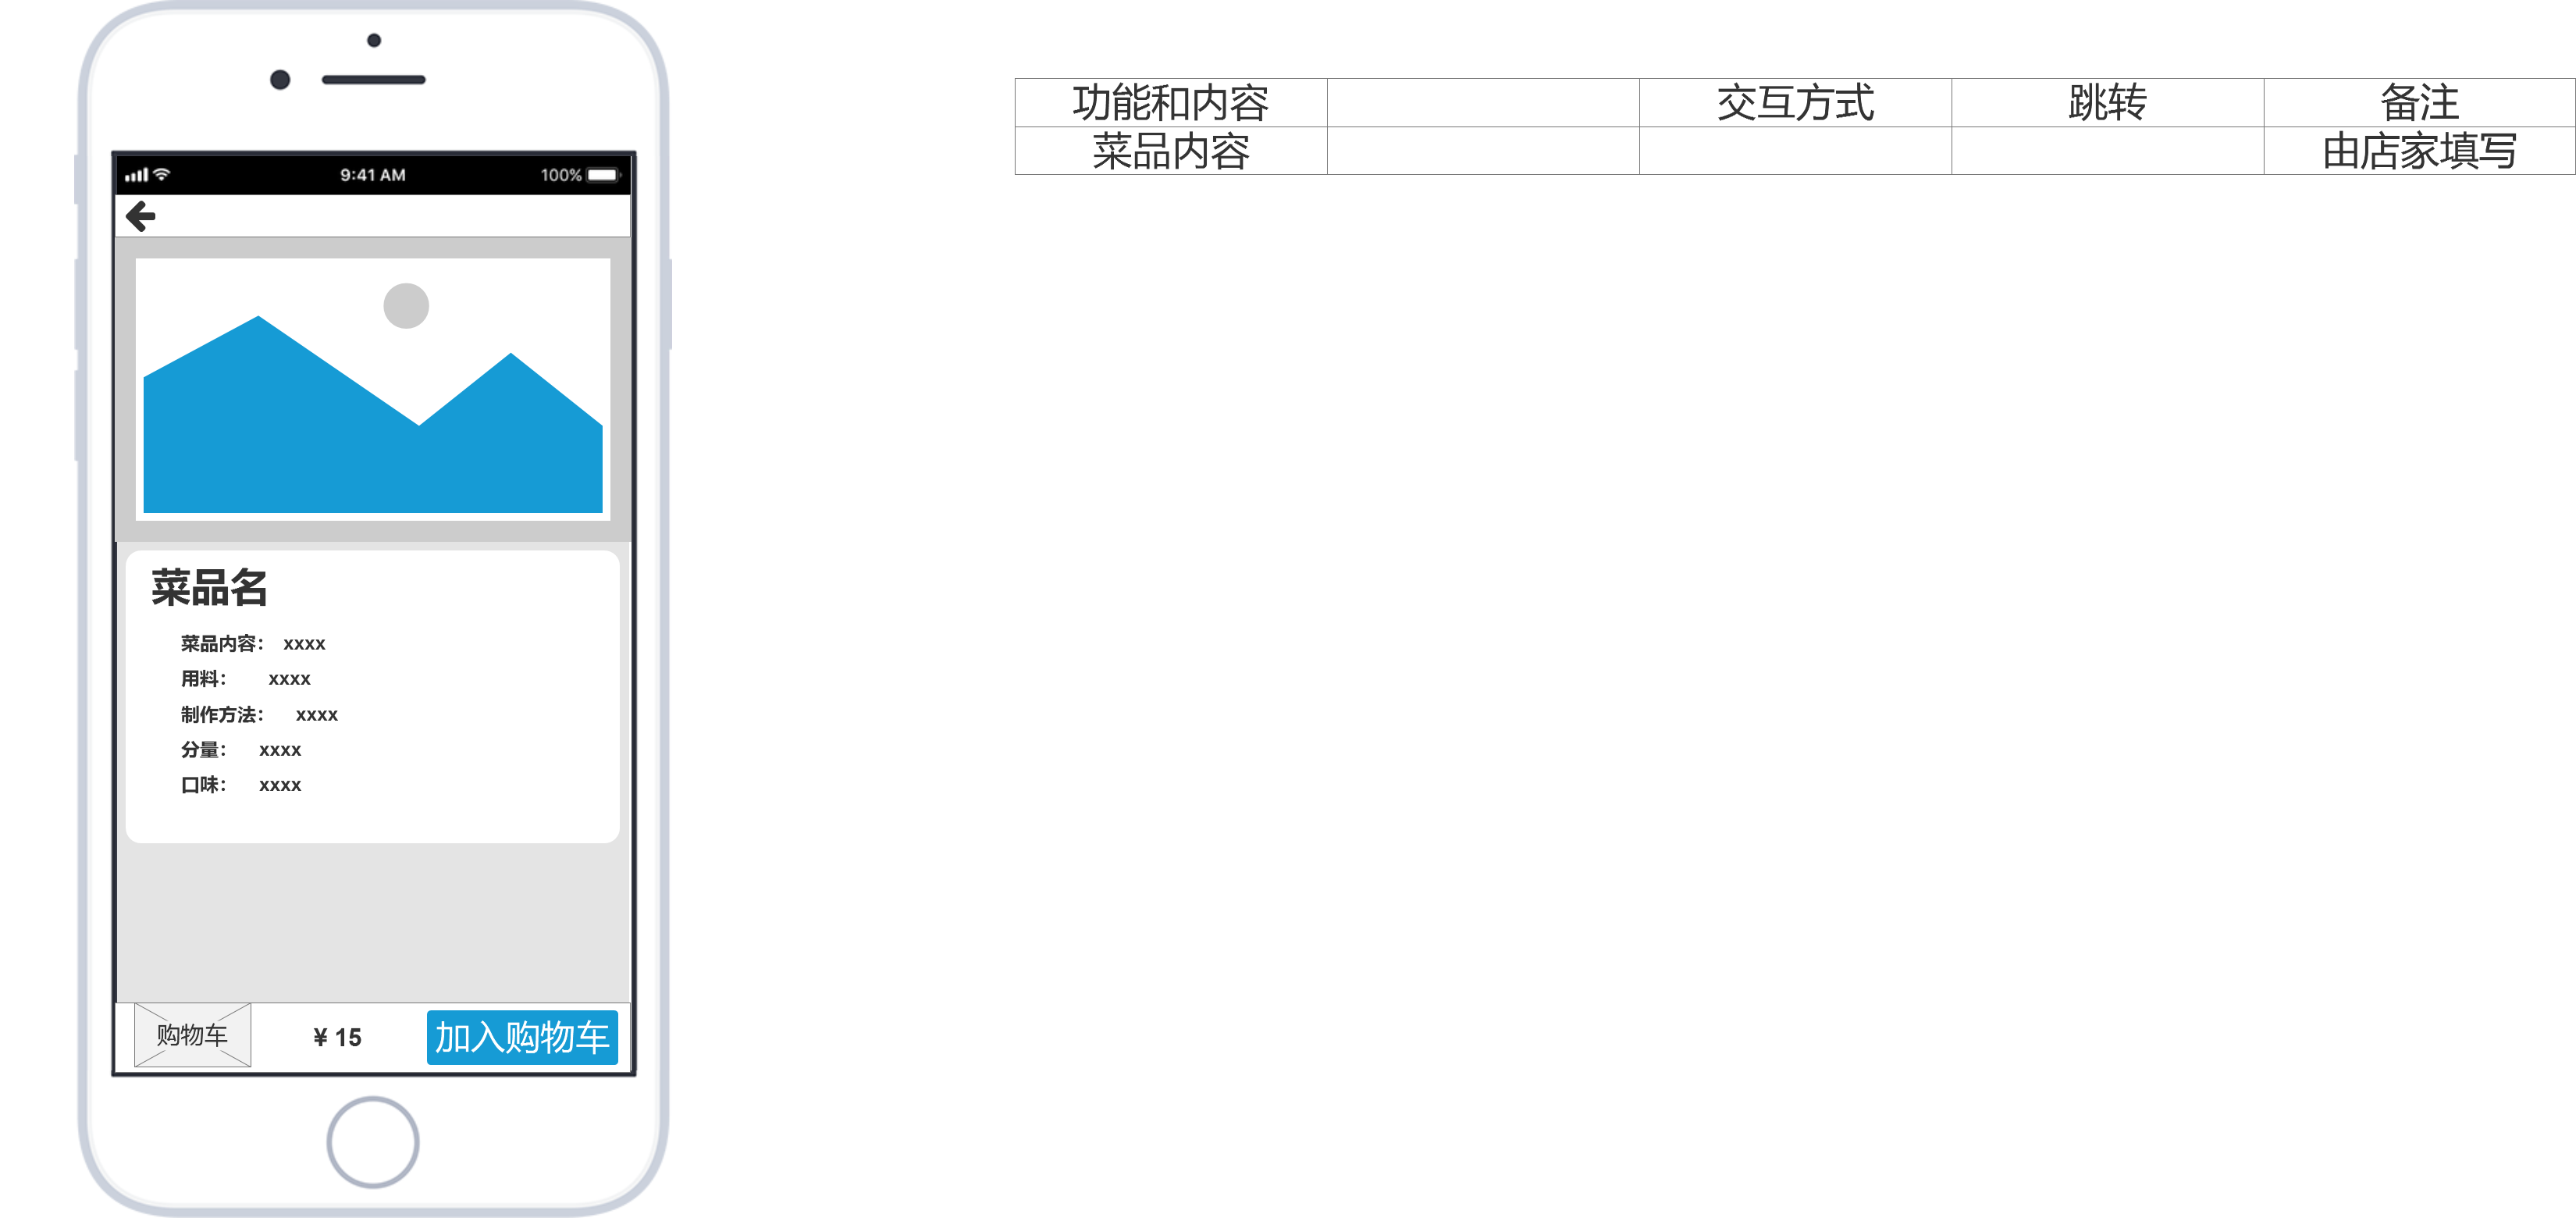 9:41 AM 100%
菜品名
菜品内容： xxxx
用料： xxxx
制作方法： xxxx
分量： xxxx
口味： xxxx
购物车 ¥ 15 加入购物车
功能和内容 交互方式 跳转 备注
菜品内容 由店家填写